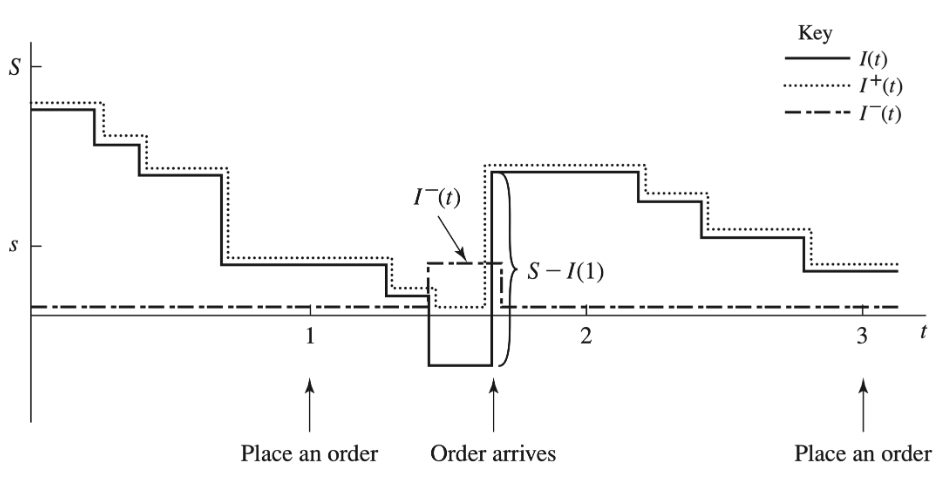 Key
I(t)
I⁺(t)
I⁻(t)
S
s
I⁻(t)
S – I(1)
1
2
3
t
Place an order
Order arrives
Place an order